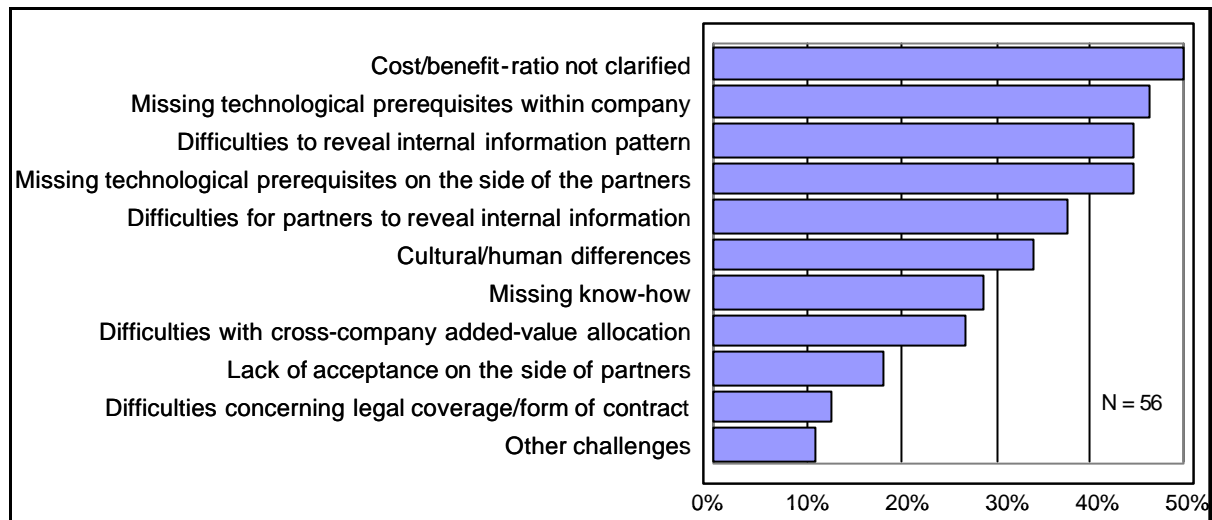 Cost/benefit-ratio not clarified
Missing technological prerequisites within company
Difficulties to reveal internal information pattern
Missing technological prerequisites on the side of the partners
Difficulties for partners to reveal internal information
Cultural/human differences
Missing know-how
Difficulties with cross-company added-value allocation
Lack of acceptance on the side of partners
Difficulties concerning legal coverage/form of contract
N = 56
Other challenges
0% 10% 20% 30% 40% 50%